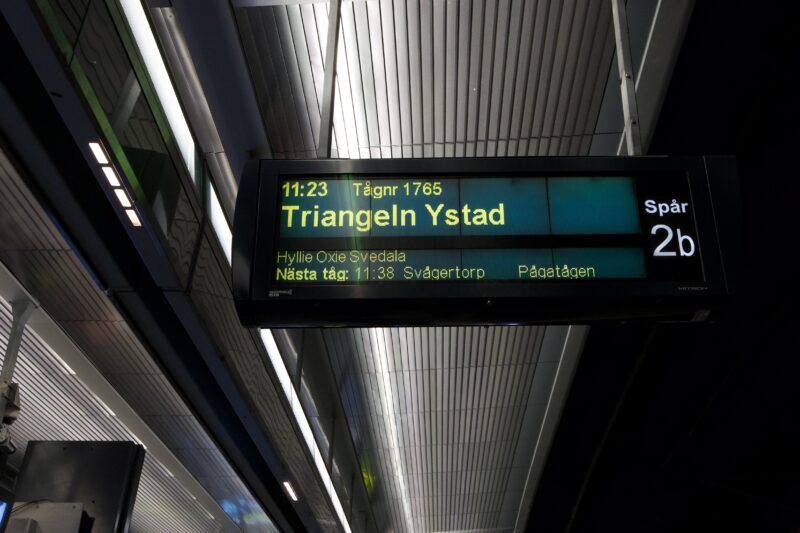 11:23 Tågnr 1765
Triangeln Ystad
Hyllie Oxie Svedala
Nästa tåg: 11:38 Svågertorp Pågatågen
Spår
2b